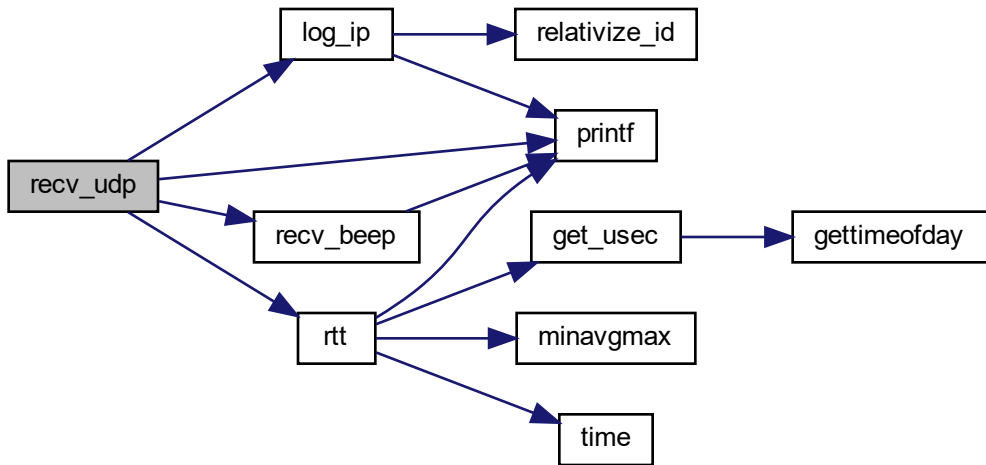 log_ip
relativize_id
printf
recv_udp
recv_beep
get_usec
gettimeofday
rtt
minavgmax
time